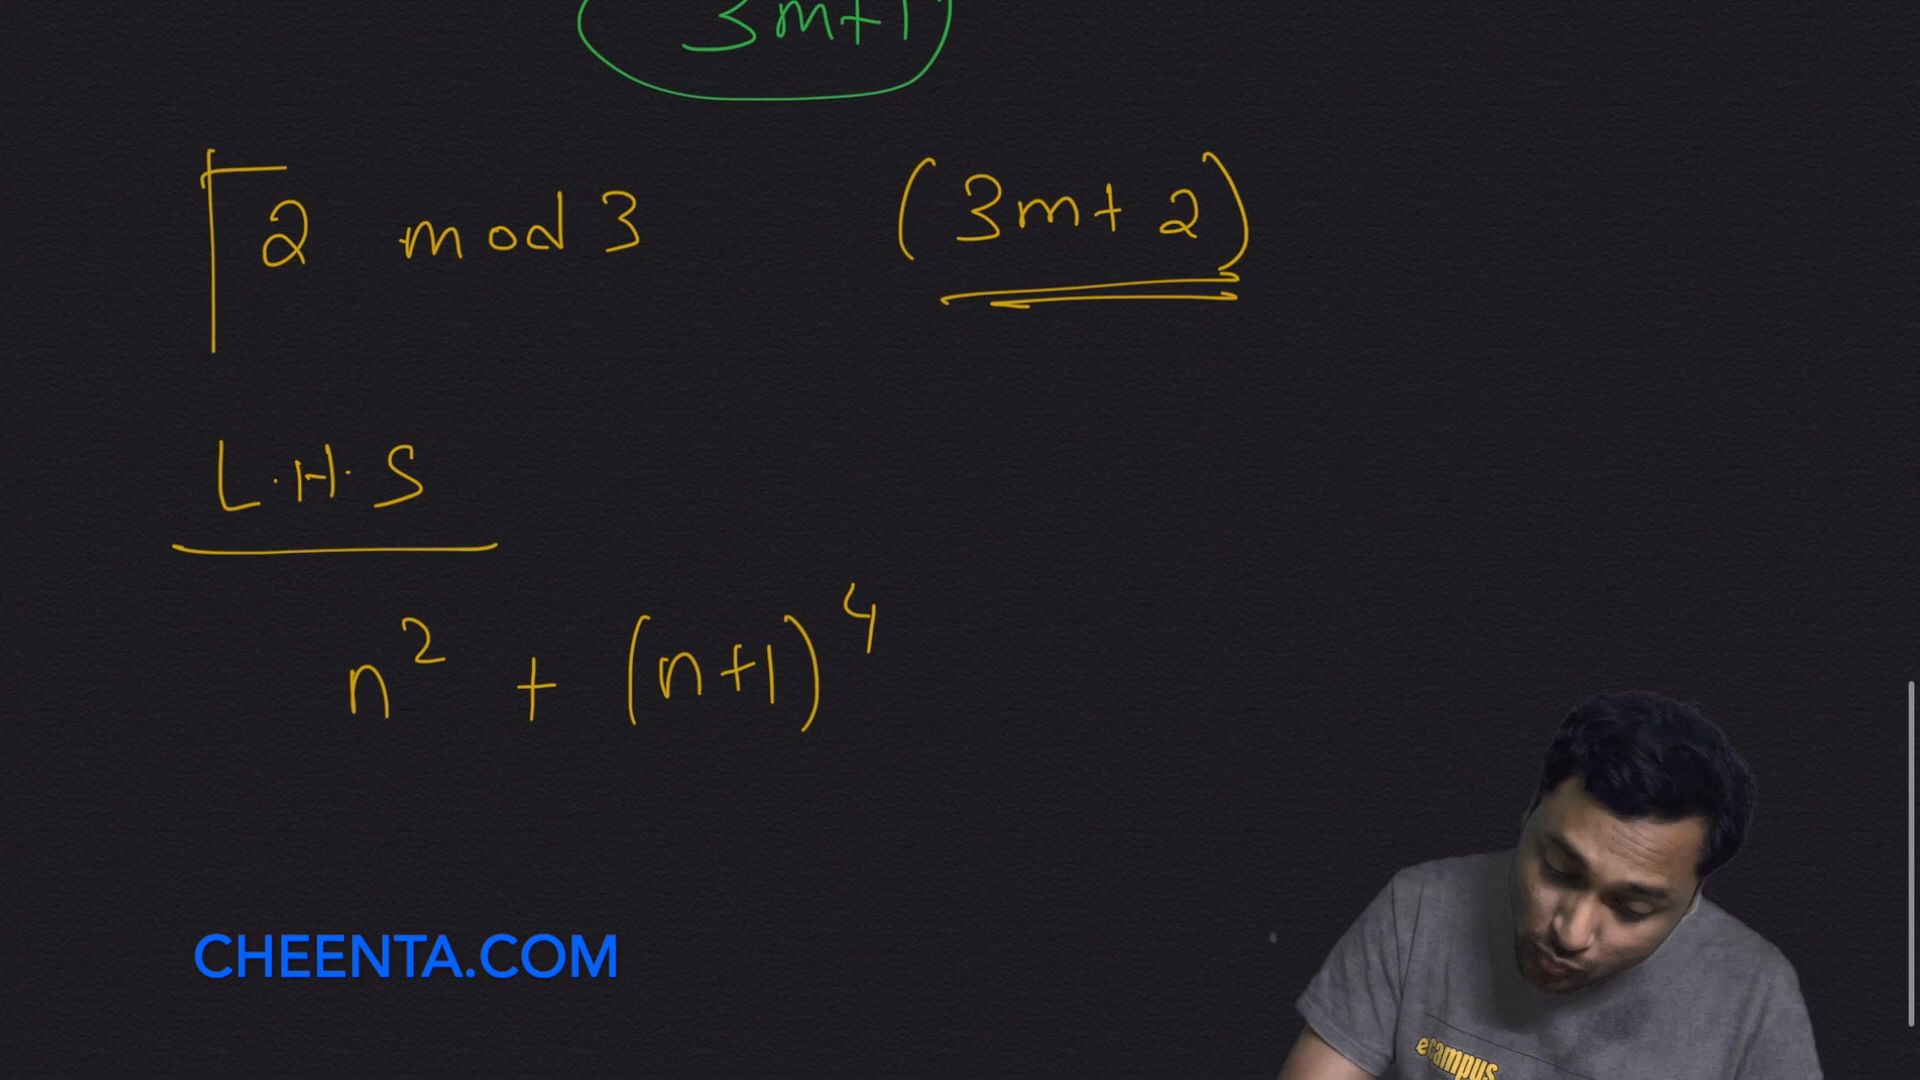 3m+1
2 mod 3 (3m+2)
L.H.S
n² + (n+1)⁴
CHEENTA.COM
ecampus